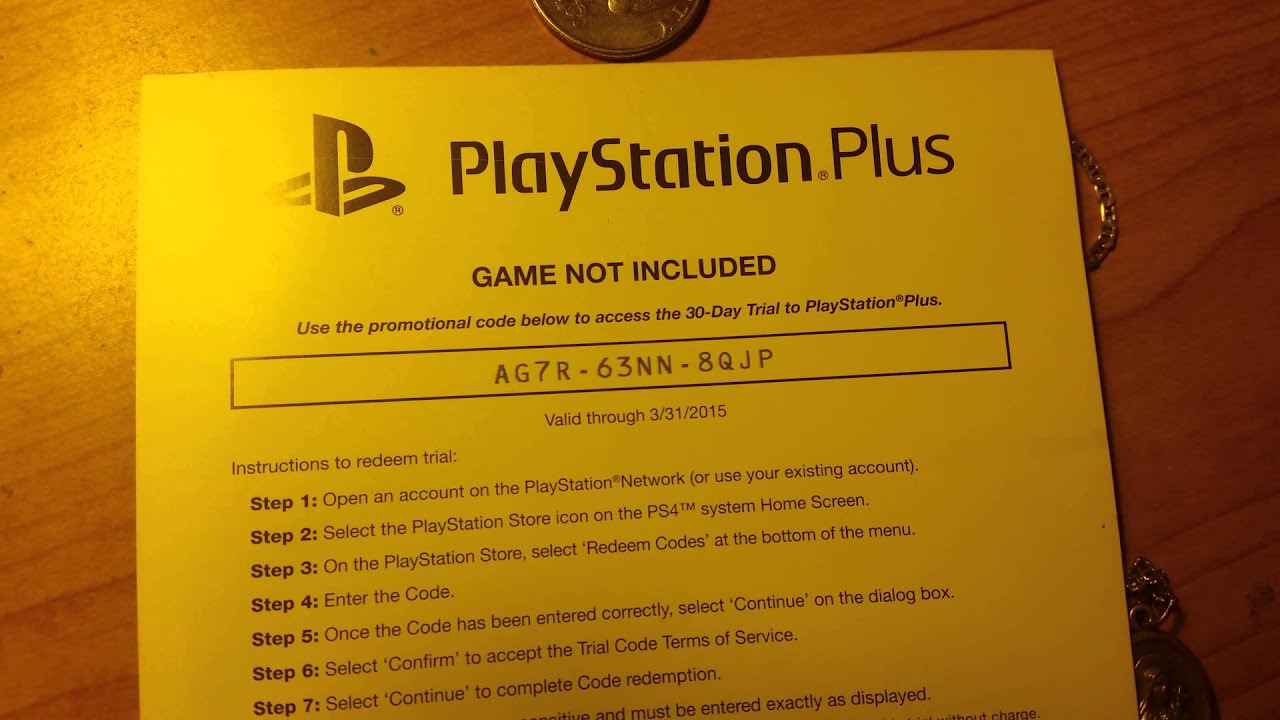 PlayStation®Plus
GAME NOT INCLUDED
Use the promotional code below to access the 30-Day Trial to PlayStation®Plus.
AG7R-63NN-8QJP
Valid through 3/31/2015
Instructions to redeem trial:
Step 1: Open an account on the PlayStation®Network (or use your existing account).
Step 2: Select the PlayStation Store icon on the PS4™ system Home Screen.
Step 3: On the PlayStation Store, select ‘Redeem Codes’ at the bottom of the menu.
Step 4: Enter the Code.
Step 5: Once the Code has been entered correctly, select ‘Continue’ on the dialog box.
Step 6: Select ‘Confirm’ to accept the Trial Code Terms of Service.
Step 7: Select ‘Continue’ to complete Code redemption.
and must be entered exactly as displayed.
trial without charge.